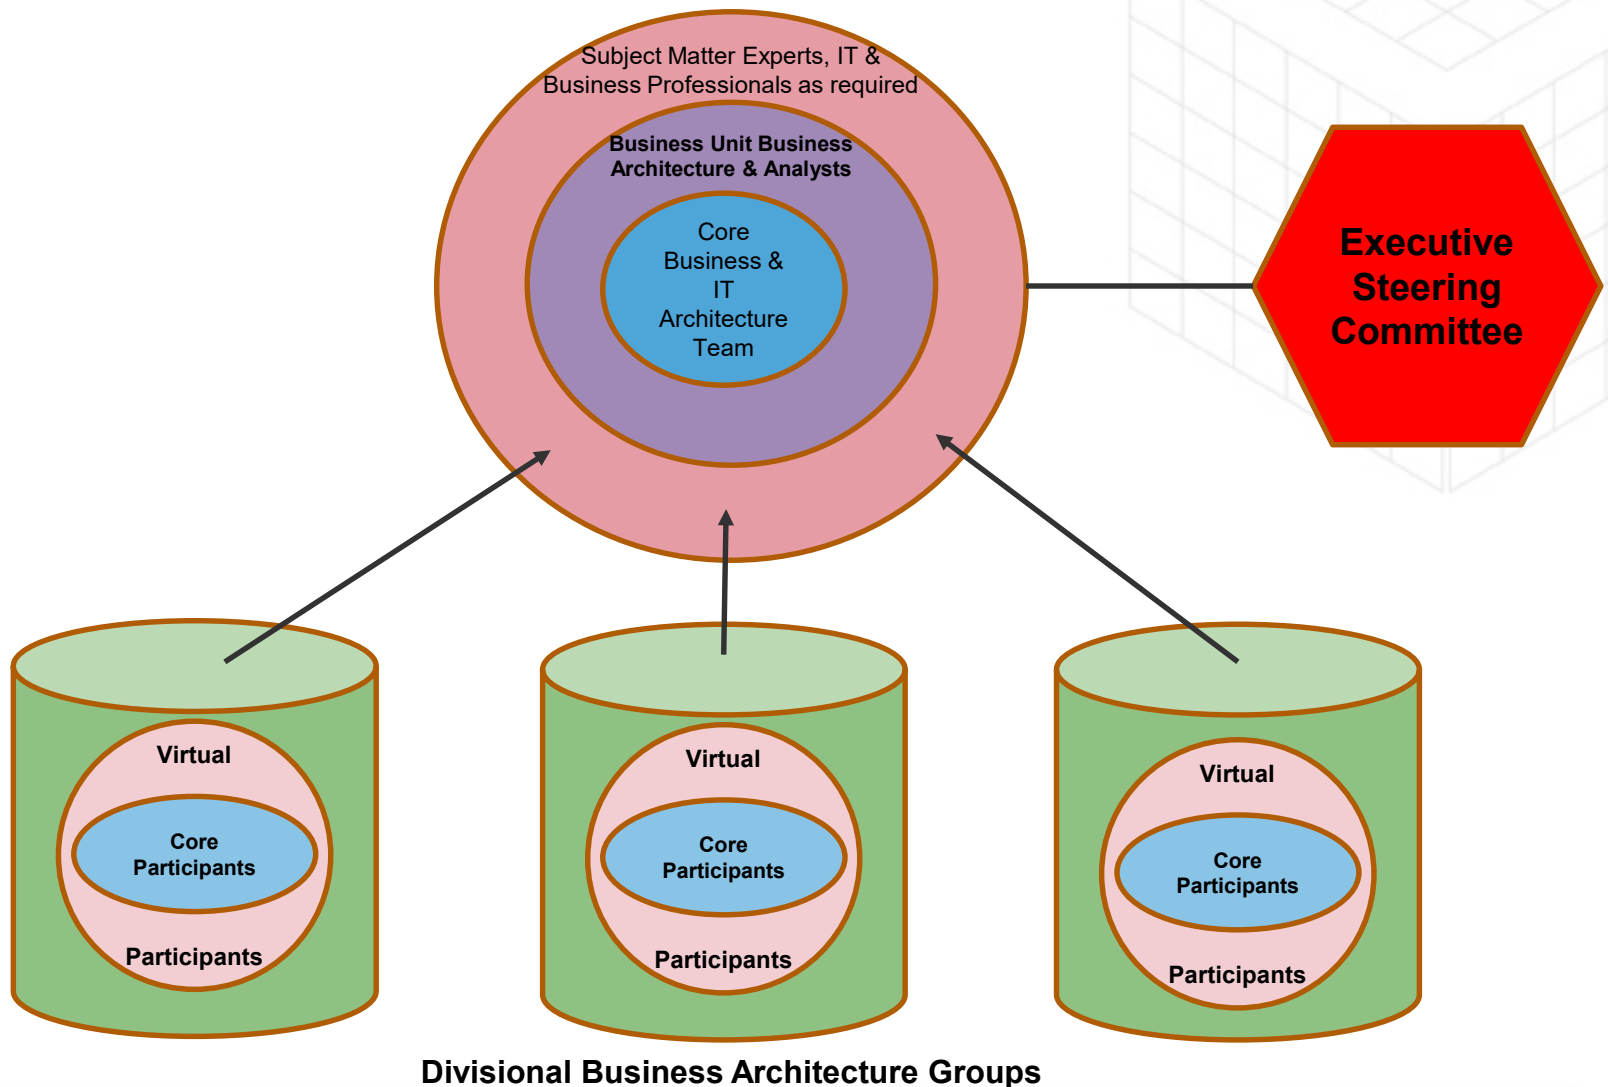 Subject Matter Experts, IT &
Business Professionals as required
Business Unit Business
Architecture & Analysts
Core
Business &
IT
Architecture
Team
Executive
Steering
Committee
Virtual
Core
Participants
Participants
Virtual
Core
Participants
Participants
Virtual
Core
Participants
Participants
Divisional Business Architecture Groups